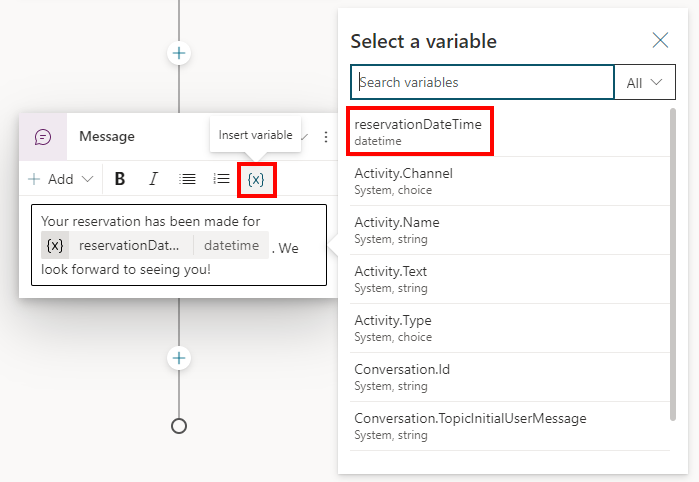 Message
Insert variable
+ Add B I {x}
Your reservation has been made for
{x} reservationDat... datetime . We
look forward to seeing you!
Select a variable
Search variables All
reservationDateTime
datetime
Activity.Channel
System, choice
Activity.Name
System, string
Activity.Text
System, string
Activity.Type
System, choice
Conversation.Id
System, string
Conversation.TopicInitialUserMessage
System, string